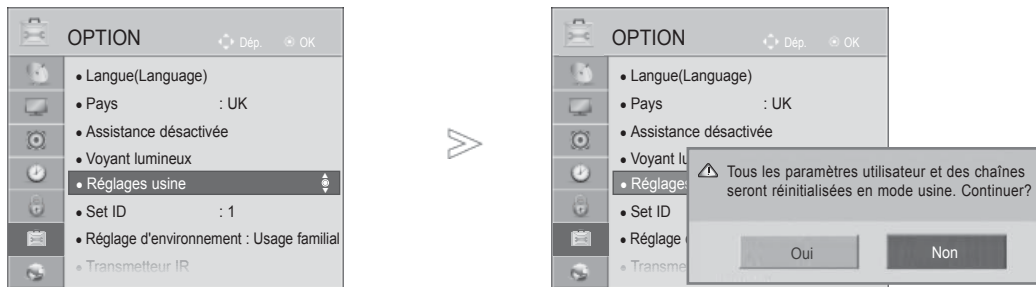 OPTION
Dép. OK
• Langue(Language)
• Pays : UK
• Assistance désactivée
• Voyant lumineux
• Réglages usine
• Set ID : 1
• Réglage d'environnement : Usage familial
• Transmetteur IR
OPTION
Dép. OK
• Langue(Language)
• Pays : UK
• Assistance désactivée
• Voyant lu
• Réglages
• Set ID
• Réglage
• Transme
Tous les paramètres utilisateur et des chaînes
seront réinitialisées en mode usine. Continuer?
Oui Non